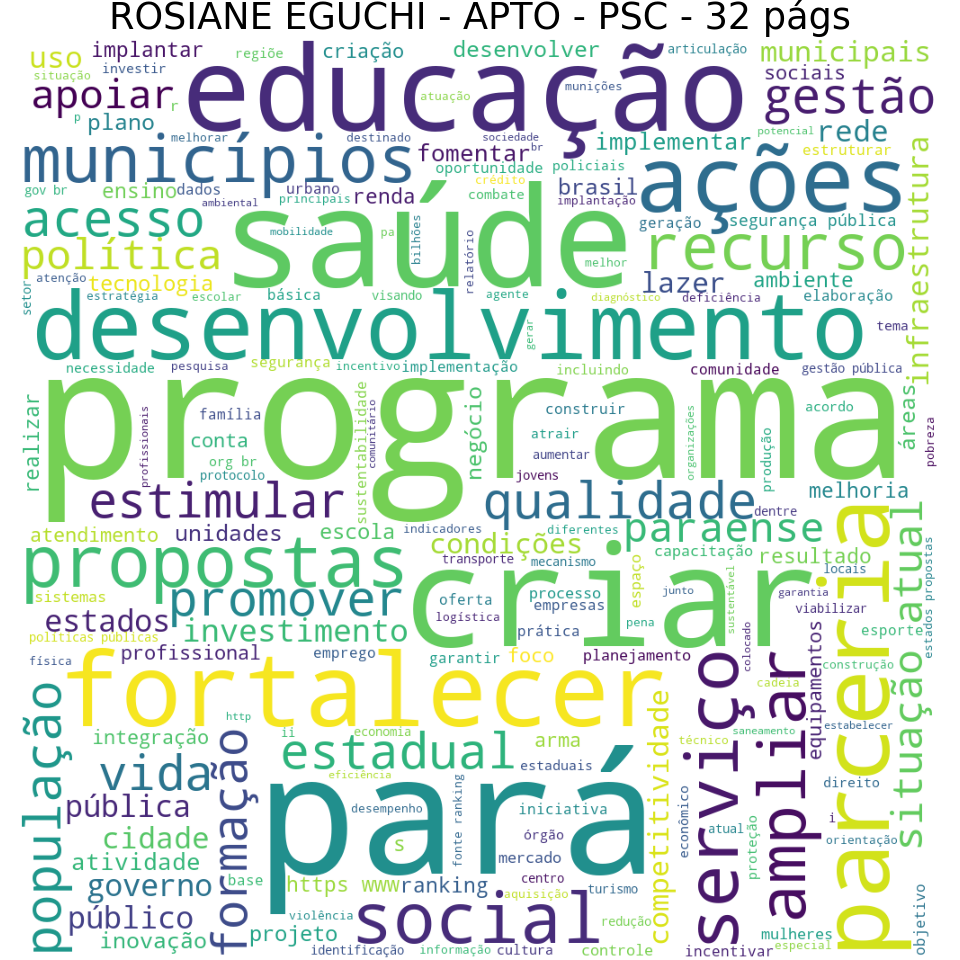 ROSIANE EGUCHI - APTO - PSC - 32 págs
uso
implantar
regiõe
criação
desenvolver
articulação
municipais
situação
investir
educação
sociais
apoiar
r
atuação
munições
gestão
p
plano
melhorar
destinado
sociedade
br
implementar
potencial
rede
municípios
fomentar
estruturar
oportunidade
policiais
ações
gov br
ensino
dados
urbano
principais
renda
crédito
combate
brasil
implantação
ambiental
acesso
saúde
geração
segurança pública
infraestrutura
mobilidade
pa
bilhões
relatório
política
melhor
recurso
atenção
tecnologia
lazer
ambiente
setor
estratégia
escolar
básica
visando
agente
diagnóstico
deficiência
elaboração
desenvolvimento
gerar
tema
necessidade
pesquisa
segurança
incentivo
implementação
incluindo
comunidade
gestão pública
programa
realizar
profissionais
família
sustentabilidade
comunitário
negócio
construir
organizações
produção
acordo
áreas
pobreza
conta
atrair
org br
protocolo
aumentar
jovens
estimular
qualidade
melhoria
dentre
atendimento
unidades
escola
indicadores
diferentes
paraense
parceria
situação atual
propostas
condições
transporte
mecanismo
capacitação
resultado
estados propostas
criar
espaço
junto
sustentável
garantia
locais
sistemas
promover
oferta
processo
empresas
viabilizar
estados
investimento
logística
prática
pena
esporte
políticas públicas
física
profissional
emprego
garantir
foco
planejamento
colocado
equipamentos
construção
fortalecer
serviço
ampliar
cadeia
população
http
integração
formação
ii
economia
competitividade
técnico
saneamento
estabelecer
estadual
arma
vida
eficiência
estaduais
pará
direito
pública
desempenho
fonte ranking
iniciativa
econômico
i
cidade
s
órgão
atual
proteção
orientação
atividade
mercado
governo
base
https www
ranking
centro
aquisição
turismo
objetivo
público
violência
social
redução
inovação
projeto
mulheres
identificação
informação
cultura
controle
incentivar
especial